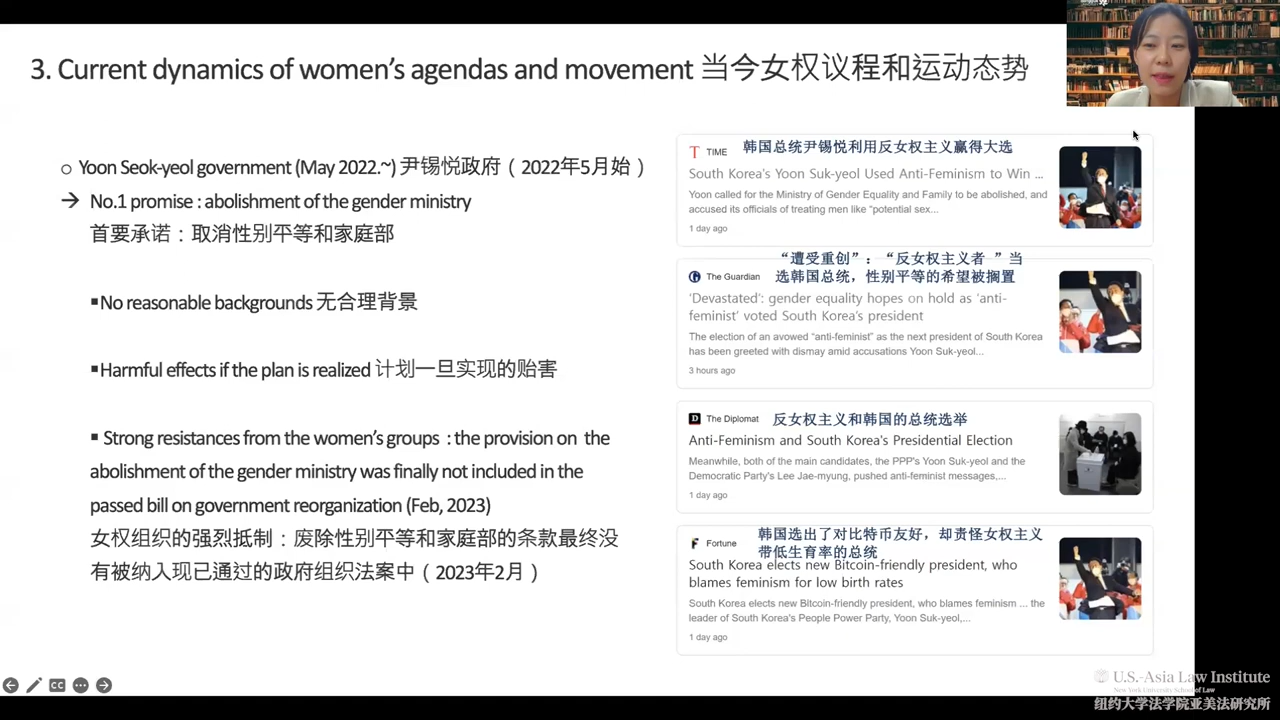 3. Current dynamics of women's agendas and movement 当今女权议程和运动态势
○ Yoon Seok-yeol government (May 2022.~) 尹锡悦政府（2022年5月始）
→ No.1 promise : abolishment of the gender ministry
首要承诺：取消性别平等和家庭部
▪No reasonable backgrounds 无合理背景
▪Harmful effects if the plan is realized 计划一旦实现的贻害
▪ Strong resistances from the women's groups : the provision on the
abolishment of the gender ministry was finally not included in the
passed bill on government reorganization (Feb, 2023)
女权组织的强烈抵制：废除性别平等和家庭部的条款最终没
有被纳入现已通过的政府组织法案中（2023年2月）
TIME 韩国总统尹锡悦利用反女权主义赢得大选
South Korea's Yoon Suk-yeol Used Anti-Feminism to Win ...
Yoon called for the Ministry of Gender Equality and Family to be abolished, and
accused its officials of treating men like “potential sex...
1 day ago
“遭受重创”：“反女权主义者 ”当
The Guardian 选韩国总统，性别平等的希望被搁置
'Devastated': gender equality hopes on hold as 'anti-
feminist' voted South Korea's president
The election of an avowed “anti-feminist” as the next president of South Korea
has been greeted with dismay amid accusations Yoon Suk-yeol...
3 hours ago
The Diplomat 反女权主义和韩国的总统选举
Anti-Feminism and South Korea's Presidential Election
Meanwhile, both of the main candidates, the PPP's Yoon Suk-yeol and the
Democratic Party's Lee Jae-myung, pushed anti-feminist messages,...
1 day ago
韩国选出了对比特币友好，却责怪女权主义
Fortune 带低生育率的总统
South Korea elects new Bitcoin-friendly president, who
blames feminism for low birth rates
South Korea elects new Bitcoin-friendly president, who blames feminism ... the
leader of South Korea's People Power Party, Yoon Suk-yeol,...
1 day ago
U.S.-Asia Law Institute
New York University School of Law
纽约大学法学院亚美法研究所